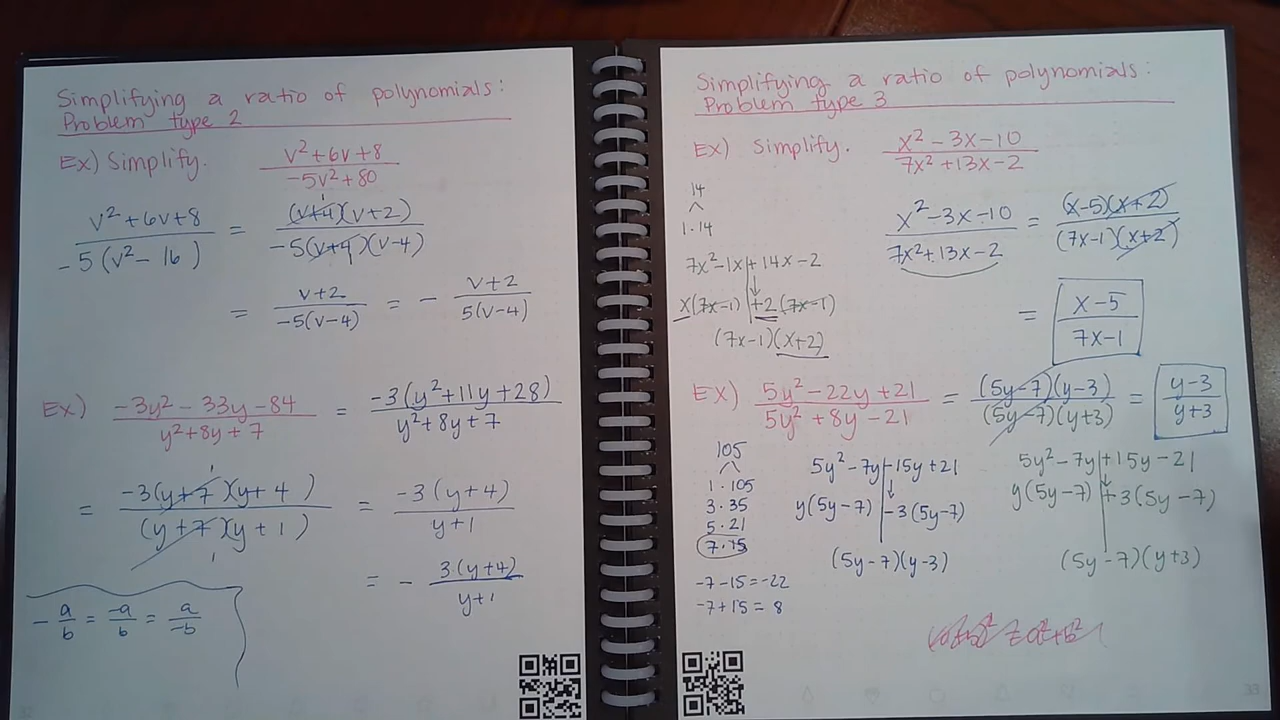 Simplifying a ratio of polynomials:
Problem type 2
Ex) Simplify. (v²+6v+8)/(-5v²+80)
(v²+6v+8)/(-5(v²-16)) = ((v+4)(v+2))/(-5(v+4)(v-4))
= (v+2)/(-5(v-4)) = - (v+2)/(5(v-4))
Ex) (-3y²-33y-84)/(y²+8y+7) = (-3(y²+11y+28))/(y²+8y+7)
= (-3(y+7)(y+4))/((y+7)(y+1)) = (-3(y+4))/(y+1)
= - (3(y+4))/(y+1)
- a/b = -a/b = a/-b
32
Simplifying a ratio of polynomials:
Problem type 3
Ex) Simplify. (x²-3x-10)/(7x²+13x-2)
14
1·14
(x²-3x-10)/(7x²+13x-2) = ((x-5)(x+2))/((7x-1)(x+2))
7x²-1x+14x-2
x(7x-1)+2(7x-1)
(7x-1)(x+2)
= (x-5)/(7x-1)
Ex) (5y²-22y+21)/(5y²+8y-21) = ((5y-7)(y-3))/((5y-7)(y+3)) = (y-3)/(y+3)
105
1·105
3·35
5·21
7·15
-7-15=-22
-7+15=8
5y²-7y-15y+21
y(5y-7)-3(5y-7)
(5y-7)(y-3)
5y²-7y+15y-21
y(5y-7)+3(5y-7)
(5y-7)(y+3)
33